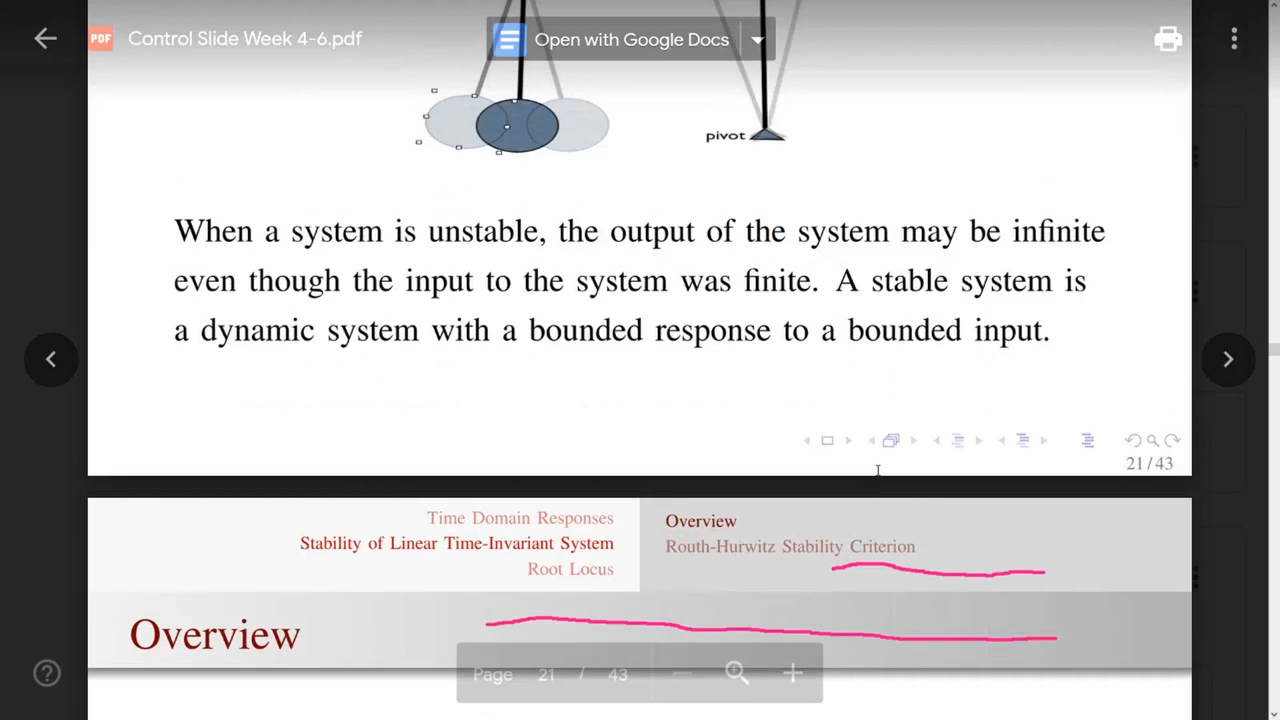 PDF Control Slide Week 4-6.pdf
Open with Google Docs
pivot
When a system is unstable, the output of the system may be infinite
even though the input to the system was finite. A stable system is
a dynamic system with a bounded response to a bounded input.
21/43
Time Domain Responses
Stability of Linear Time-Invariant System
Root Locus
Overview
Routh-Hurwitz Stability Criterion
Overview
Page 21 / 43